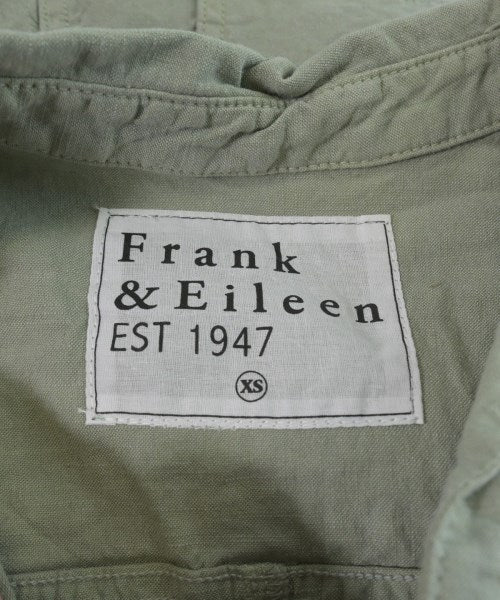 Frank
& Eileen
EST 1947
XS